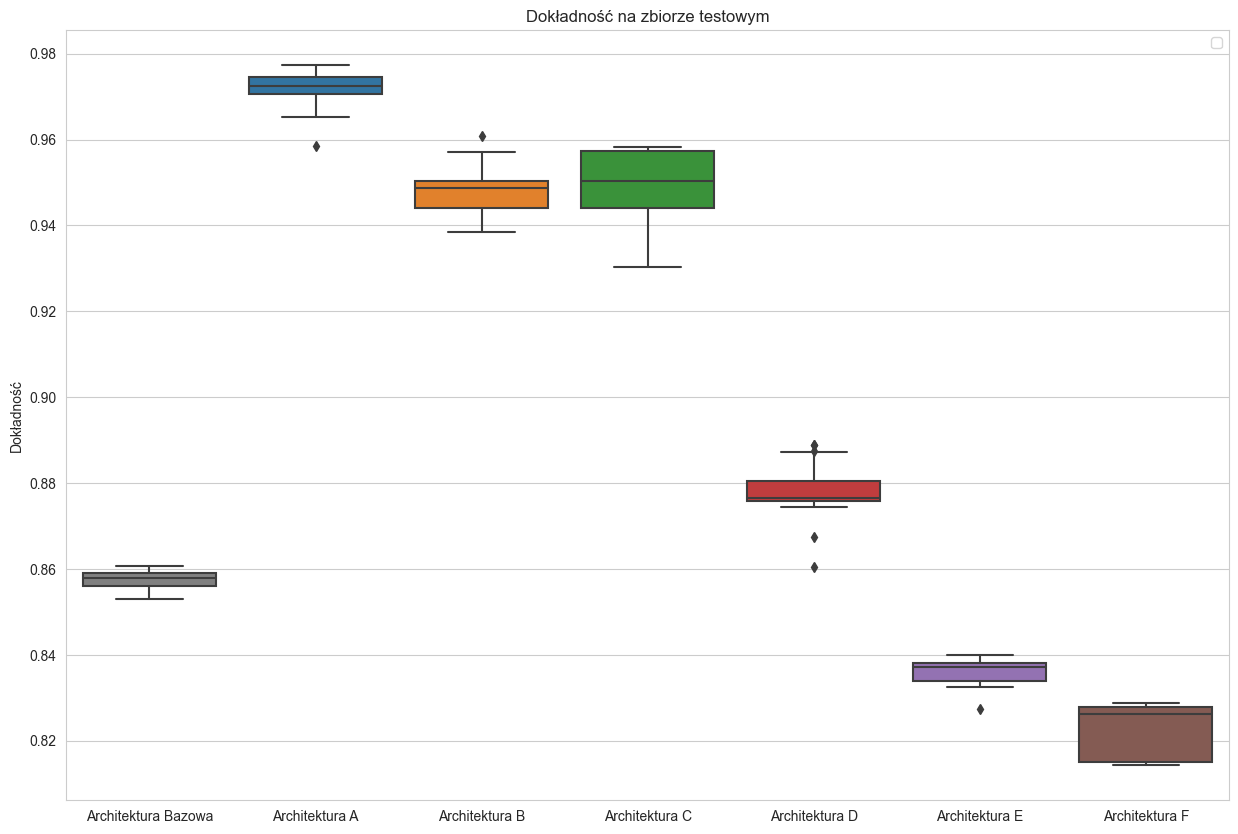 Dokładność na zbiorze testowym
0.98
0.96
0.94
0.92
0.90
0.88
0.86
0.84
0.82
Dokładność
Architektura Bazowa
Architektura A
Architektura B
Architektura C
Architektura D
Architektura E
Architektura F